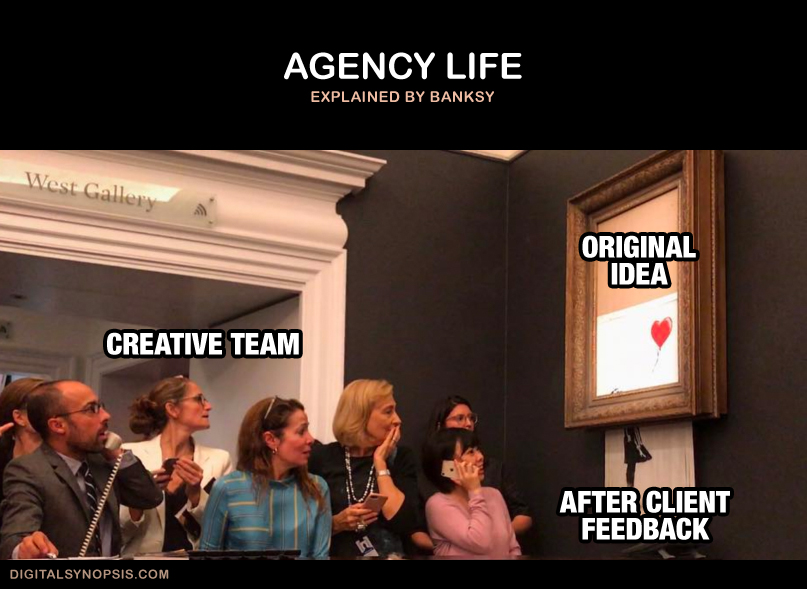 AGENCY LIFE
EXPLAINED BY BANKSY
West Gallery
ORIGINAL
IDEA
CREATIVE TEAM
AFTER CLIENT
FEEDBACK
DIGITALSYNOPSIS.COM